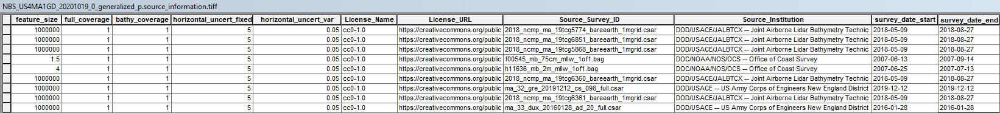 NBS_US4MA1GD_20201019_0_generalized_p.source_information.tiff
feature_size full_coverage bathy_coverage horizontal_uncert_fixed horizontal_uncert_var License_Name License_URL Source_Survey_ID Source_Institution survey_date_start survey_date_end
1000000 1 1 5 0.05 cc0-1.0 https://creativecommons.org/public 2018_ncmp_ma_19tcg5774_bareearth_1mgrid.csar DOD/USACE/JALBTCX -- Joint Airborne Lidar Bathymetry Technic 2018-05-09 2018-08-27
1000000 1 1 5 0.05 cc0-1.0 https://creativecommons.org/public 2018_ncmp_ma_19tcg6851_bareearth_1mgrid.csar DOD/USACE/JALBTCX -- Joint Airborne Lidar Bathymetry Technic 2018-05-09 2018-08-27
1000000 1 1 5 0.05 cc0-1.0 https://creativecommons.org/public 2018_ncmp_ma_19tcg5868_bareearth_1mgrid.csar DOD/USACE/JALBTCX -- Joint Airborne Lidar Bathymetry Technic 2018-05-09 2018-08-27
1.5 1 1 5 0.05 cc0-1.0 https://creativecommons.org/public f00545_mb_75cm_mllw_1of1.bag DOC/NOAA/NOS/OCS -- Office of Coast Survey 2007-06-13 2007-09-14
4 1 1 5 0.05 cc0-1.0 https://creativecommons.org/public h11636_mb_2m_mllw_1of1.bag DOC/NOAA/NOS/OCS -- Office of Coast Survey 2007-06-25 2007-07-13
1000000 1 1 5 0.05 cc0-1.0 https://creativecommons.org/public 2018_ncmp_ma_19tcg6360_bareearth_1mgrid.csar DOD/USACE/JALBTCX -- Joint Airborne Lidar Bathymetry Technic 2018-05-09 2018-08-27
1000000 1 1 5 0.05 cc0-1.0 https://creativecommons.org/public ma_32_gre_20191212_cs_098_full.csar DOD/USACE -- US Army Corps of Engineers New England District 2019-12-12 2019-12-12
1000000 1 1 5 0.05 cc0-1.0 https://creativecommons.org/public 2018_ncmp_ma_19tcg6361_bareearth_1mgrid.csar DOD/USACE/JALBTCX -- Joint Airborne Lidar Bathymetry Technic 2018-05-09 2018-08-27
1000000 1 1 5 0.05 cc0-1.0 https://creativecommons.org/public ma_33_dux_20160128_ad_20_full.csar DOD/USACE -- US Army Corps of Engineers New England District 2016-01-28 2016-01-28